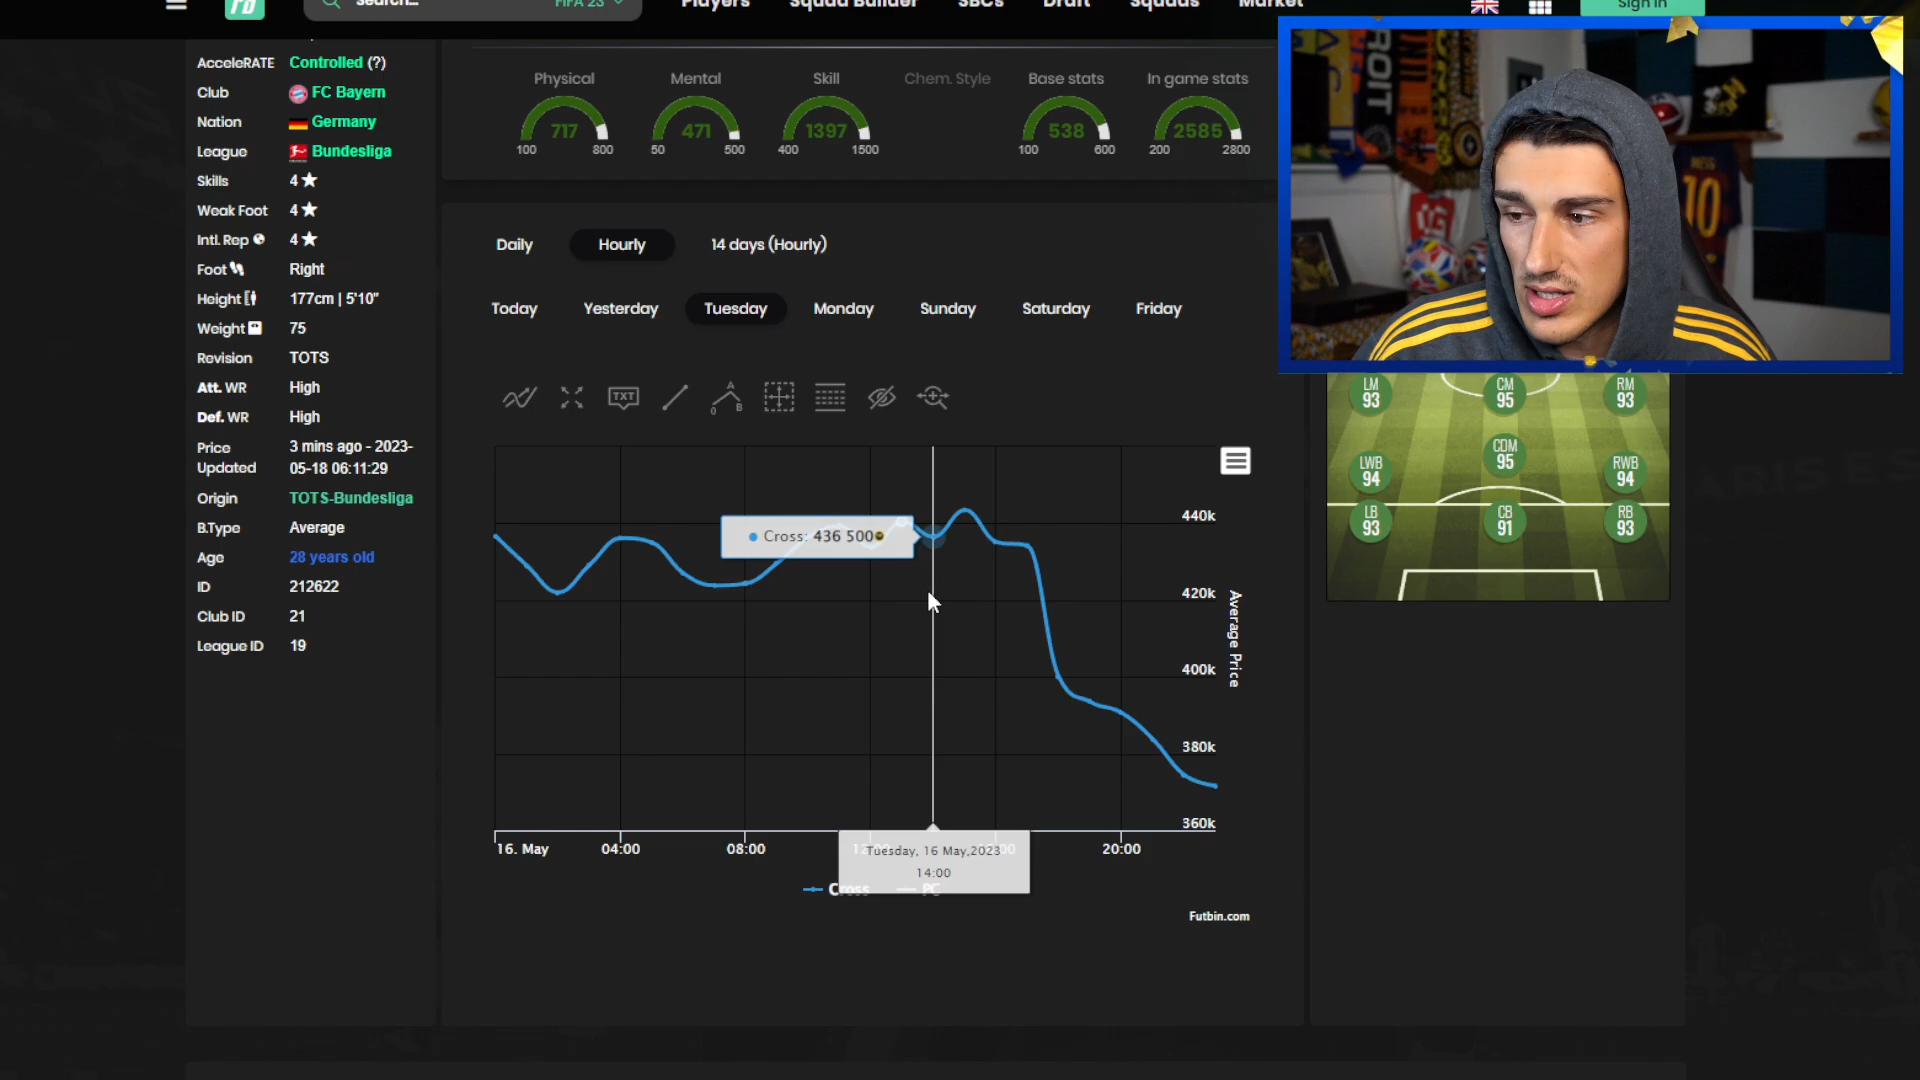 Search...
FIFA 23
Players
Squad Builder
SBCs
Draft
Squads
Market
Sign In
AcceleRATE Controlled (?)
Club FC Bayern
Nation Germany
League Bundesliga
Skills 4
Weak Foot 4
Intl. Rep 4
Foot Right
Height 177cm | 5'10"
Weight 75
Revision TOTS
Att. WR High
Def. WR High
Price Updated 3 mins ago - 2023-
05-18 06:11:29
Origin TOTS-Bundesliga
B.Type Average
Age 28 years old
ID 212622
Club ID 21
League ID 19
Physical Mental Skill Chem. Style Base stats In game stats
717 471 1397 538 2585
100 800 50 500 400 1500 100 600 200 2800
Daily Hourly 14 days (Hourly)
Today Yesterday Tuesday Monday Sunday Saturday Friday
TXT
A
0 B
Cross: 436 500
440k
420k
400k
380k
360k
Average Price
16. May 04:00 08:00 20:00
Tuesday, 16 May,2023
14:00
Cross PC
Futbin.com
LM
93
CM
95
RM
93
CDM
95
LWB
94
RWB
94
LB
93
CB
91
RB
93
10